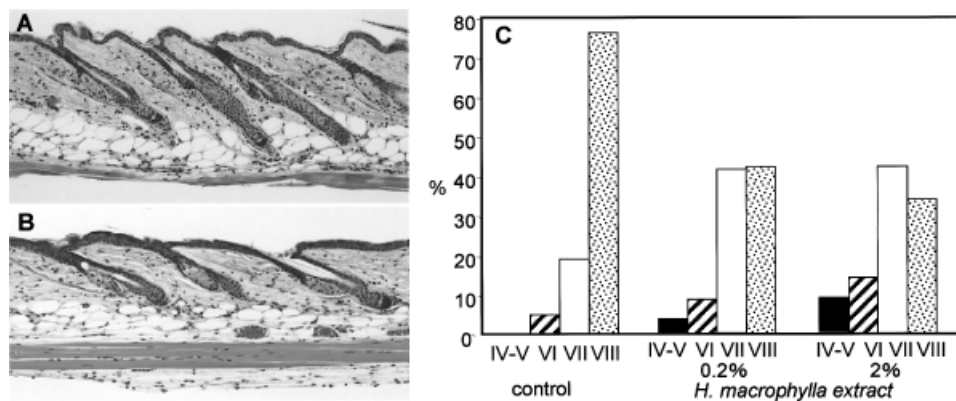 A
B
C
80
70
60
50
40
%
30
20
10
0
IV-V VI VII VIII IV-V VI VII VIII IV-V VI VII VIII
0.2% 2%
control H. macrophylla extract